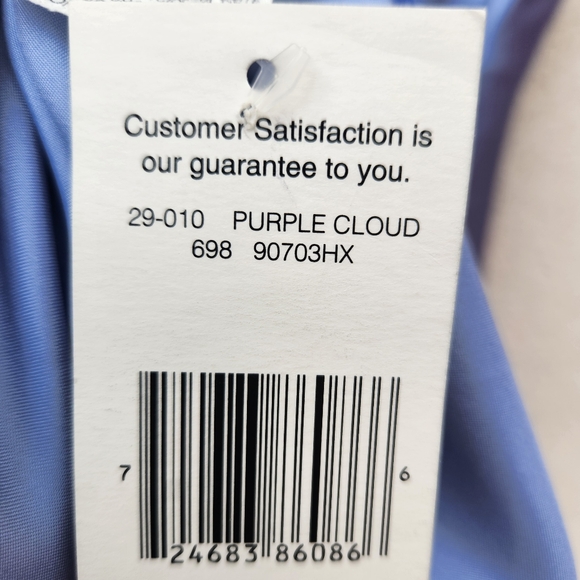 Customer Satisfaction is
our guarantee to you.
29-010 PURPLE CLOUD
698 90703HX
7 24683 86086 6